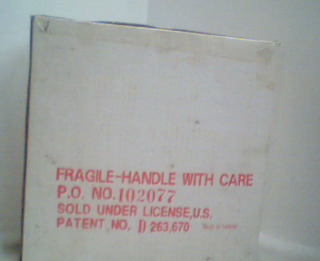 FRAGILE-HANDLE WITH CARE
P.O. NO. 102077
SOLD UNDER LICENSE, U.S.
PATENT, NO. D 263,670